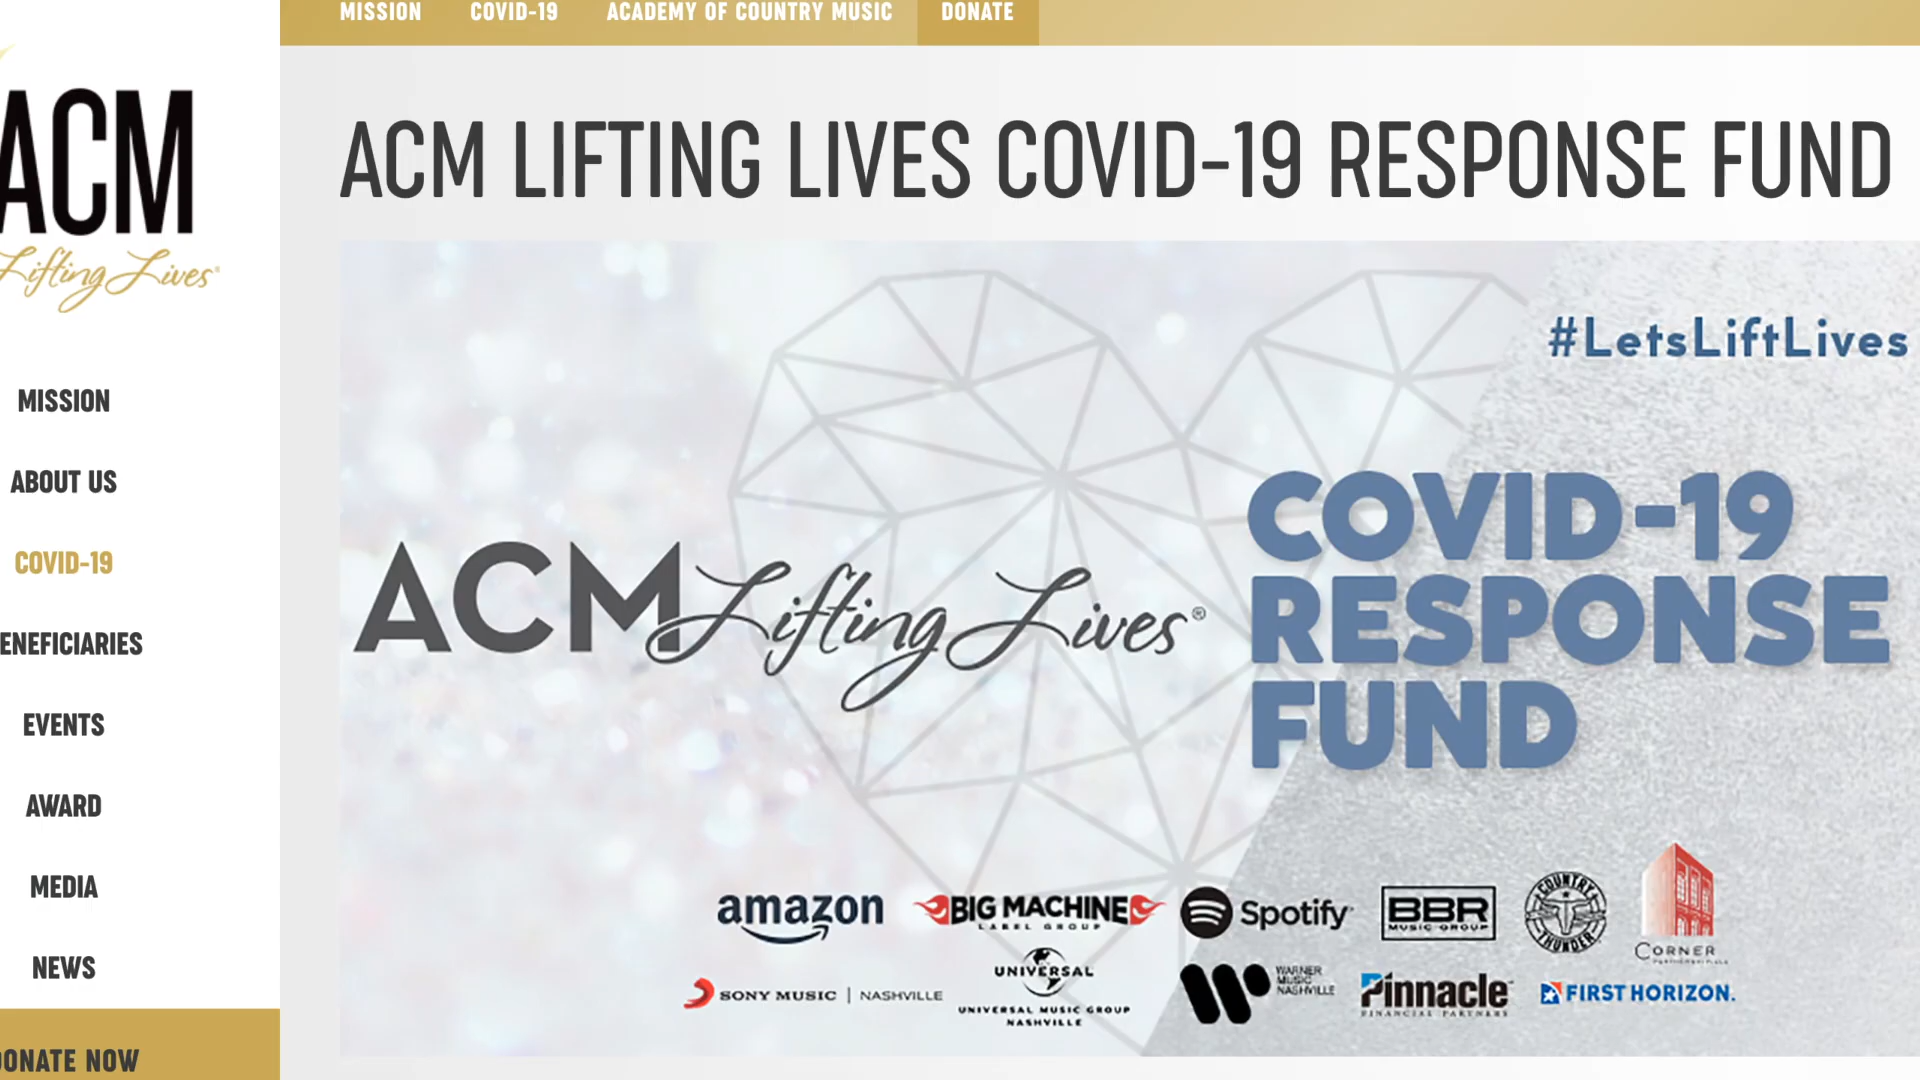 MISSION COVID-19 ACADEMY OF COUNTRY MUSIC DONATE
ACM
Lifting Lives®
MISSION
ABOUT US
COVID-19
ENEFICIARIES
EVENTS
AWARD
MEDIA
NEWS
DONATE NOW
ACM LIFTING LIVES COVID-19 RESPONSE FUND
#LetsLiftLives
ACM Lifting Lives®
COVID-19
RESPONSE
FUND
amazon BIG MACHINE LABEL GROUP Spotify BBR MUSIC GROUP COUNTRY THUNDER CORNER
SONY MUSIC | NASHVILLE UNIVERSAL UNIVERSAL MUSIC GROUP NASHVILLE WARNER MUSIC NASHVILLE Pinnacle FINANCIAL PARTNERS FIRST HORIZON.